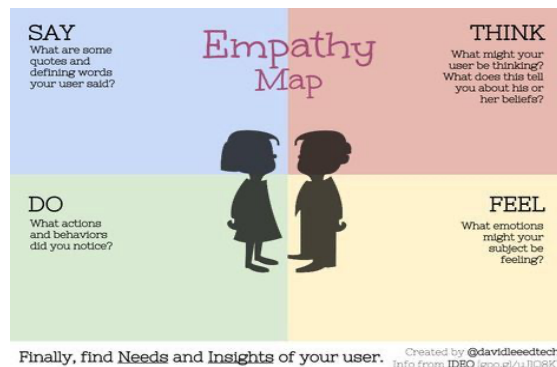 SAY
What are some
quotes and
defining words
your user said?
Empathy
Map
THINK
What might your
user be thinking?
What does this tell
you about his or
her beliefs?
DO
What actions
and behaviors
did you notice?
FEEL
What emotions
might your
subject be
feeling?
Finally, find Needs and Insights of your user.
Created by @davidleeedtech
Info from IDEO